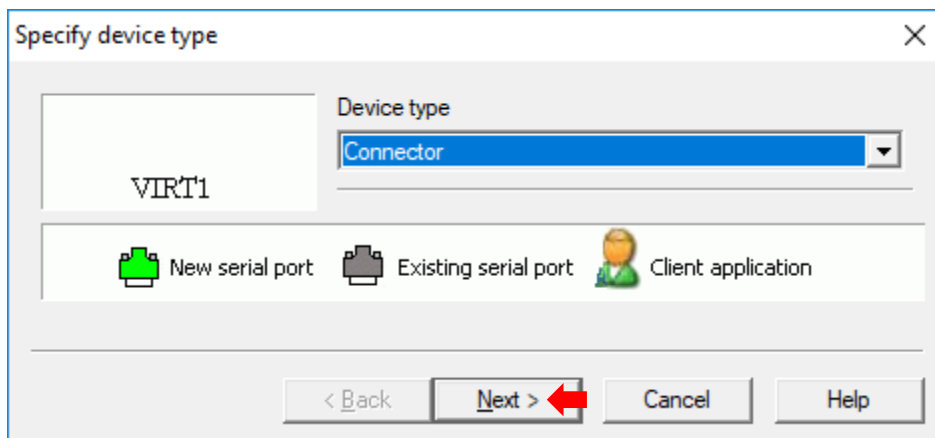 Specify device type
Device type
Connector
VIRT1
New serial port Existing serial port Client application
< Back Next > Cancel Help